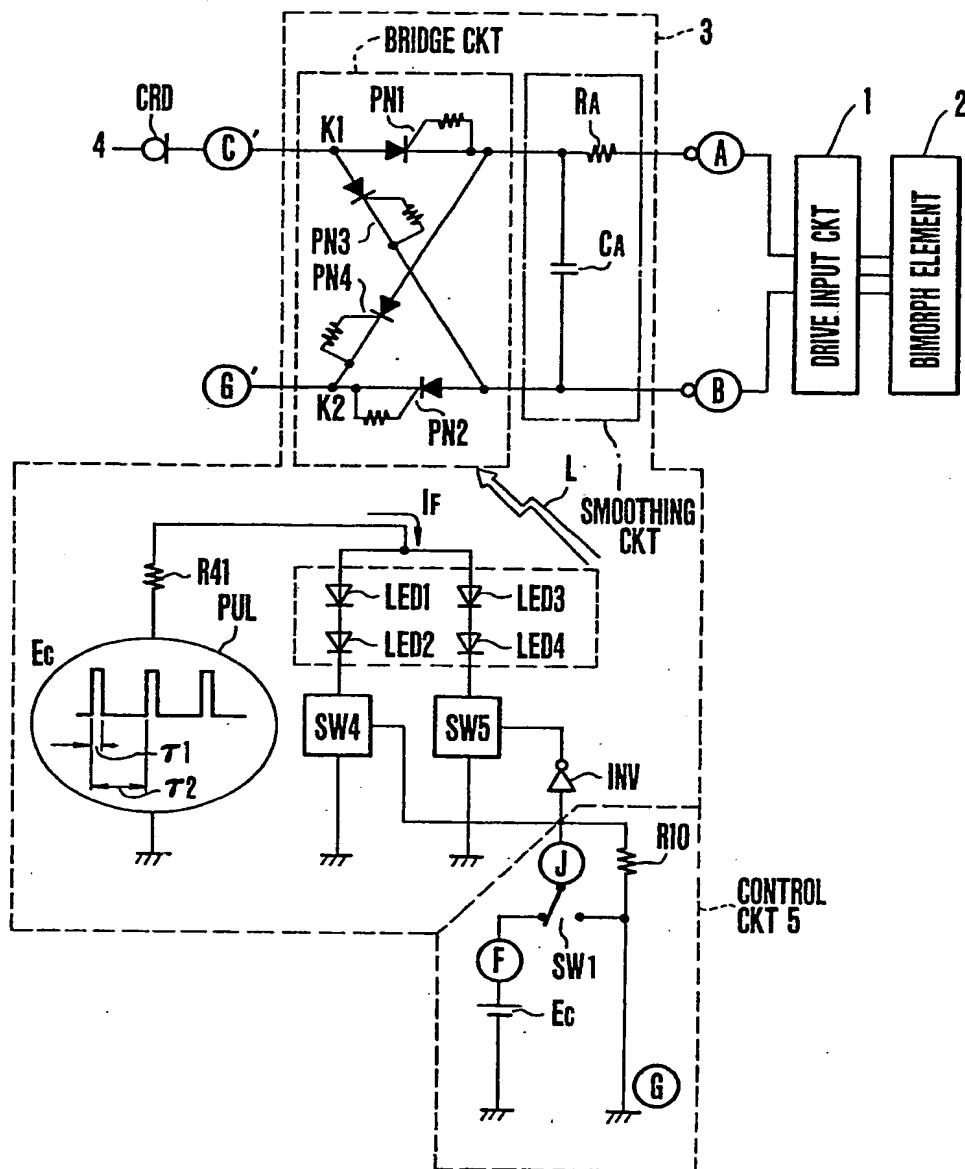 3
BRIDGE CKT
CRD
PN1
RA
1
2
4
C'
K1
A
PN3
CA
PN4
DRIVE INPUT CKT
BIMORPH ELEMENT
G'
K2
B
PN2
L
IF
SMOOTHING
CKT
R41
LED1
LED3
PUL
Ec
LED2
LED4
SW4
SW5
τ1
INV
τ2
R10
J
CONTROL
CKT 5
F
SW1
Ec
G